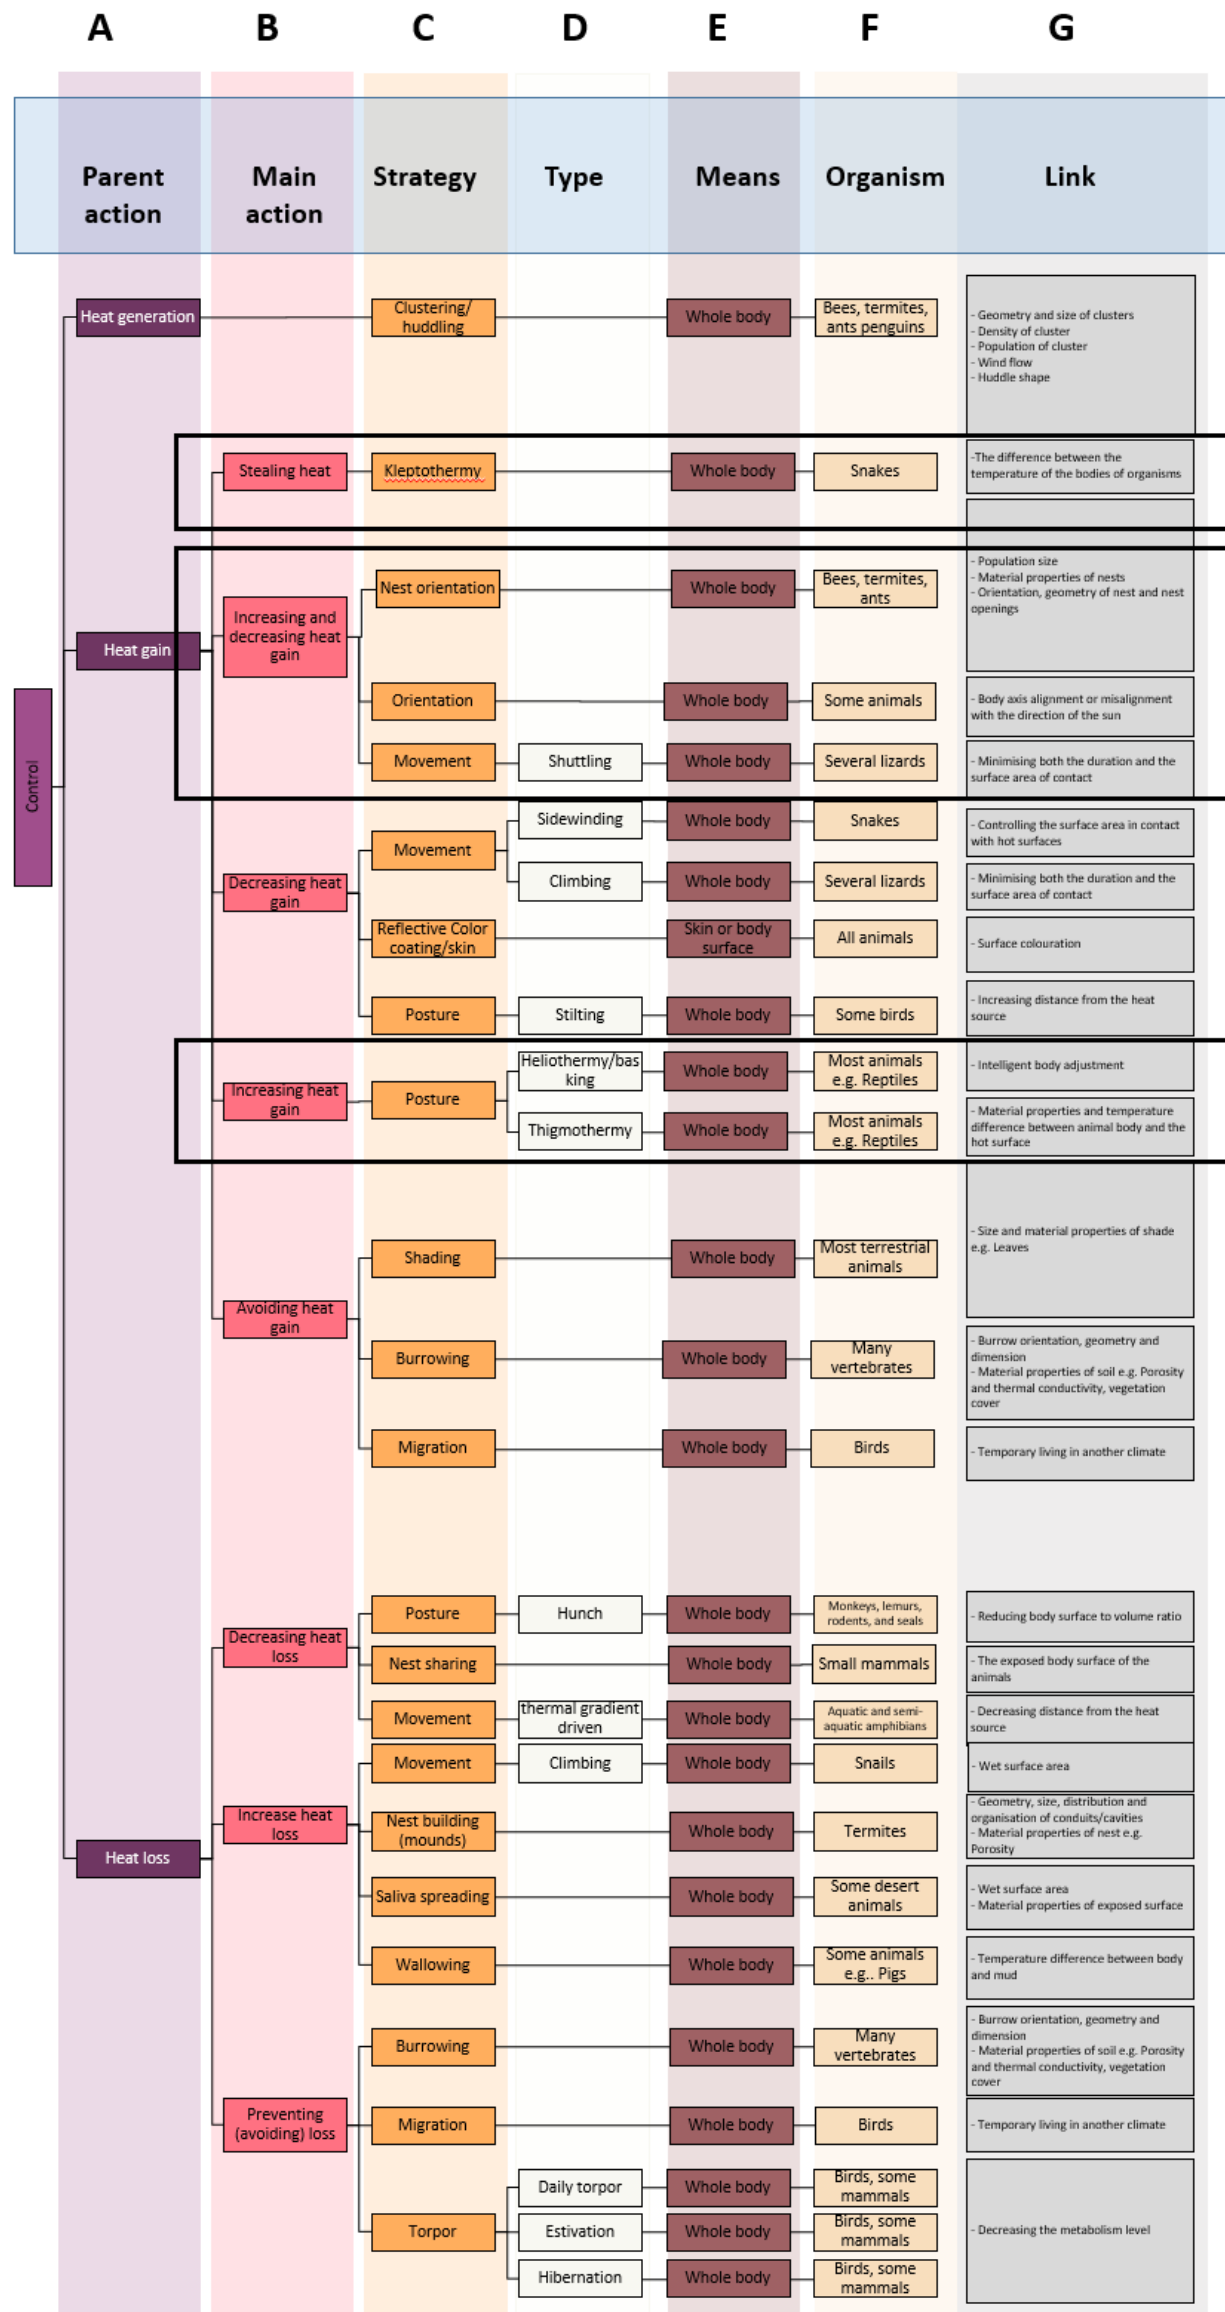 A B C D E F G
Parent
action
Main
action
Strategy
Type
Means
Organism
Link
Control
Heat generation
Clustering/
huddling
Whole body
Bees, termites,
ants penguins
- Geometry and size of clusters
- Density of cluster
- Population of cluster
- Wind flow
- Huddle shape
Heat gain
Stealing heat
Kleptothermy
Whole body
Snakes
-The difference between the
temperature of the bodies of organisms
Increasing and
decreasing heat
gain
Nest orientation
Whole body
Bees, termites,
ants
- Population size
- Material properties of nests
- Orientation, geometry of nest and nest
openings
Orientation
Whole body
Some animals
- Body axis alignment or misalignment
with the direction of the sun
Movement
Shuttling
Whole body
Several lizards
- Minimising both the duration and the
surface area of contact
Decreasing heat
gain
Movement
Sidewinding
Whole body
Snakes
- Controlling the surface area in contact
with hot surfaces
Climbing
Whole body
Several lizards
- Minimising both the duration and the
surface area of contact
Reflective Color
coating/skin
Skin or body
surface
All animals
- Surface colouration
Posture
Stilting
Whole body
Some birds
- Increasing distance from the heat
source
Increasing heat
gain
Posture
Heliothermy/bas
king
Whole body
Most animals
e.g. Reptiles
- Intelligent body adjustment
Thigmothermy
Whole body
Most animals
e.g. Reptiles
- Material properties and temperature
difference between animal body and the
hot surface
Avoiding heat
gain
Shading
Whole body
Most terrestrial
animals
- Size and material properties of shade
e.g. Leaves
Burrowing
Whole body
Many
vertebrates
- Burrow orientation, geometry and
dimension
- Material properties of soil e.g. Porosity
and thermal conductivity, vegetation
cover
Migration
Whole body
Birds
- Temporary living in another climate
Heat loss
Decreasing heat
loss
Posture
Hunch
Whole body
Monkeys, lemurs,
rodents, and seals
- Reducing body surface to volume ratio
Nest sharing
Whole body
Small mammals
- The exposed body surface of the
animals
Movement
thermal gradient
driven
Whole body
Aquatic and semi-
aquatic amphibians
- Decreasing distance from the heat
source
Increase heat
loss
Movement
Climbing
Whole body
Snails
- Wet surface area
Nest building
(mounds)
Whole body
Termites
- Geometry, size, distribution and
organisation of conduits/cavities
- Material properties of nest e.g.
Porosity
Saliva spreading
Whole body
Some desert
animals
- Wet surface area
- Material properties of exposed surface
Wallowing
Whole body
Some animals
e.g.. Pigs
- Temperature difference between body
and mud
Preventing
(avoiding) loss
Burrowing
Whole body
Many
vertebrates
- Burrow orientation, geometry and
dimension
- Material properties of soil e.g. Porosity
and thermal conductivity, vegetation
cover
Migration
Whole body
Birds
- Temporary living in another climate
Torpor
Daily torpor
Whole body
Birds, some
mammals
Estivation
Whole body
Birds, some
mammals
- Decreasing the metabolism level
Hibernation
Whole body
Birds, some
mammals